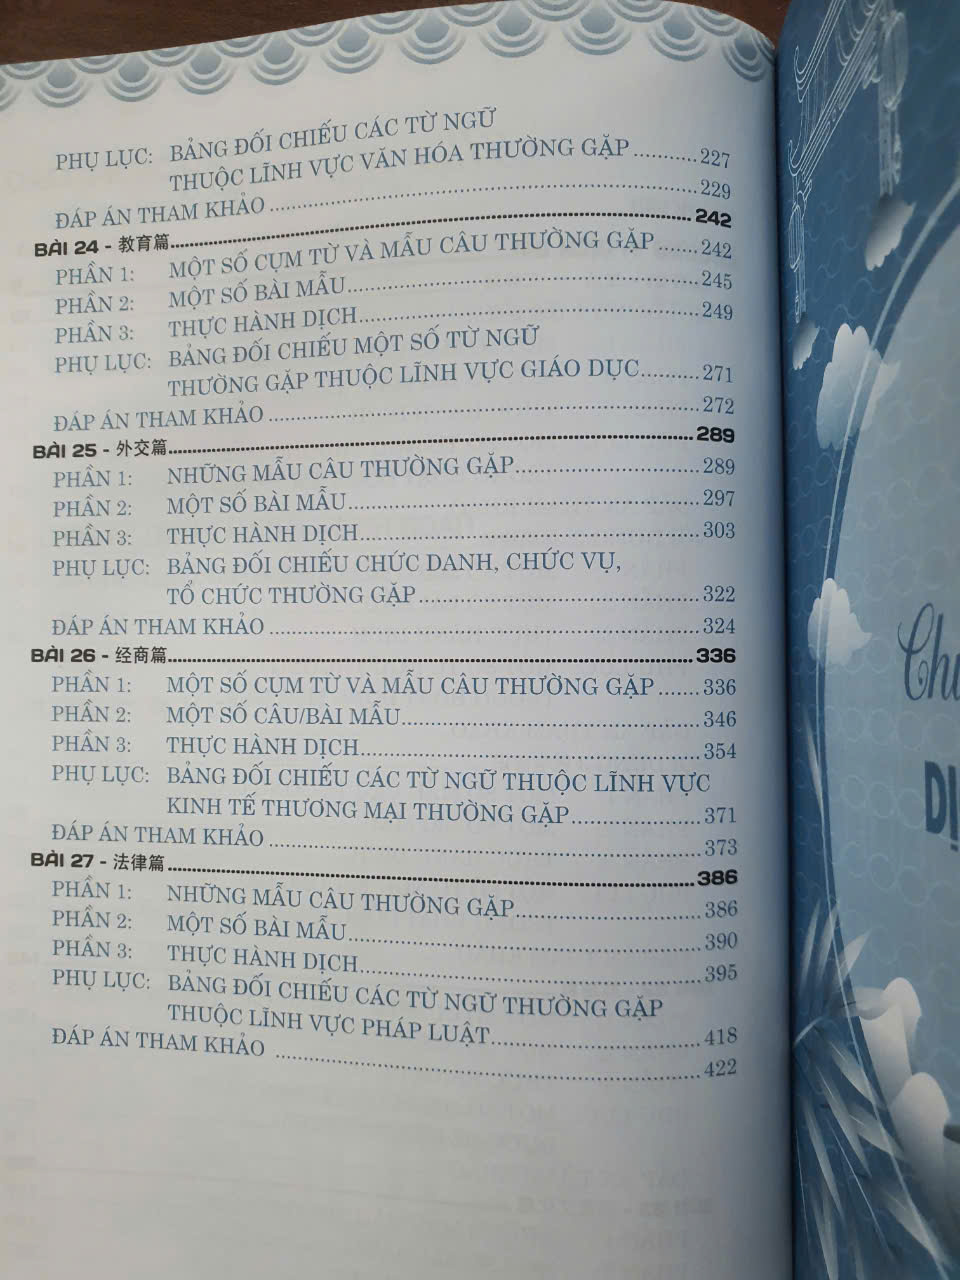 PHỤ LỤC: BẢNG ĐỐI CHIẾU CÁC TỪ NGỮ
THUỘC LĨNH VỰC VĂN HÓA THƯỜNG GẶP..........227
ĐÁP ÁN THAM KHẢO..........229
BÀI 24 - 教育篇..........242
PHẦN 1: MỘT SỐ CỤM TỪ VÀ MẪU CÂU THƯỜNG GẶP.......242
PHẦN 2: MỘT SỐ BÀI MẪU..........245
PHẦN 3: THỰC HÀNH DỊCH..........249
PHỤ LỤC: BẢNG ĐỐI CHIẾU MỘT SỐ TỪ NGỮ
THƯỜNG GẶP THUỘC LĨNH VỰC GIÁO DỤC..........271
ĐÁP ÁN THAM KHẢO..........272
BÀI 25 - 外交篇..........289
PHẦN 1: NHỮNG MẪU CÂU THƯỜNG GẶP..........289
PHẦN 2: MỘT SỐ BÀI MẪU..........297
PHẦN 3: THỰC HÀNH DỊCH..........303
PHỤ LỤC: BẢNG ĐỐI CHIẾU CHỨC DANH, CHỨC VỤ,
TỔ CHỨC THƯỜNG GẶP..........322
ĐÁP ÁN THAM KHẢO..........324
BÀI 26 - 经商篇..........336
PHẦN 1: MỘT SỐ CỤM TỪ VÀ MẪU CÂU THƯỜNG GẶP.......336
PHẦN 2: MỘT SỐ CÂU/BÀI MẪU..........346
PHẦN 3: THỰC HÀNH DỊCH..........354
PHỤ LỤC: BẢNG ĐỐI CHIẾU CÁC TỪ NGỮ THUỘC LĨNH VỰC
KINH TẾ THƯƠNG MẠI THƯỜNG GẶP..........371
ĐÁP ÁN THAM KHẢO..........373
BÀI 27 - 法律篇..........386
PHẦN 1: NHỮNG MẪU CÂU THƯỜNG GẶP..........386
PHẦN 2: MỘT SỐ BÀI MẪU..........390
PHẦN 3: THỰC HÀNH DỊCH..........395
PHỤ LỤC: BẢNG ĐỐI CHIẾU CÁC TỪ NGỮ THƯỜNG GẶP
THUỘC LĨNH VỰC PHÁP LUẬT..........418
ĐÁP ÁN THAM KHẢO..........422